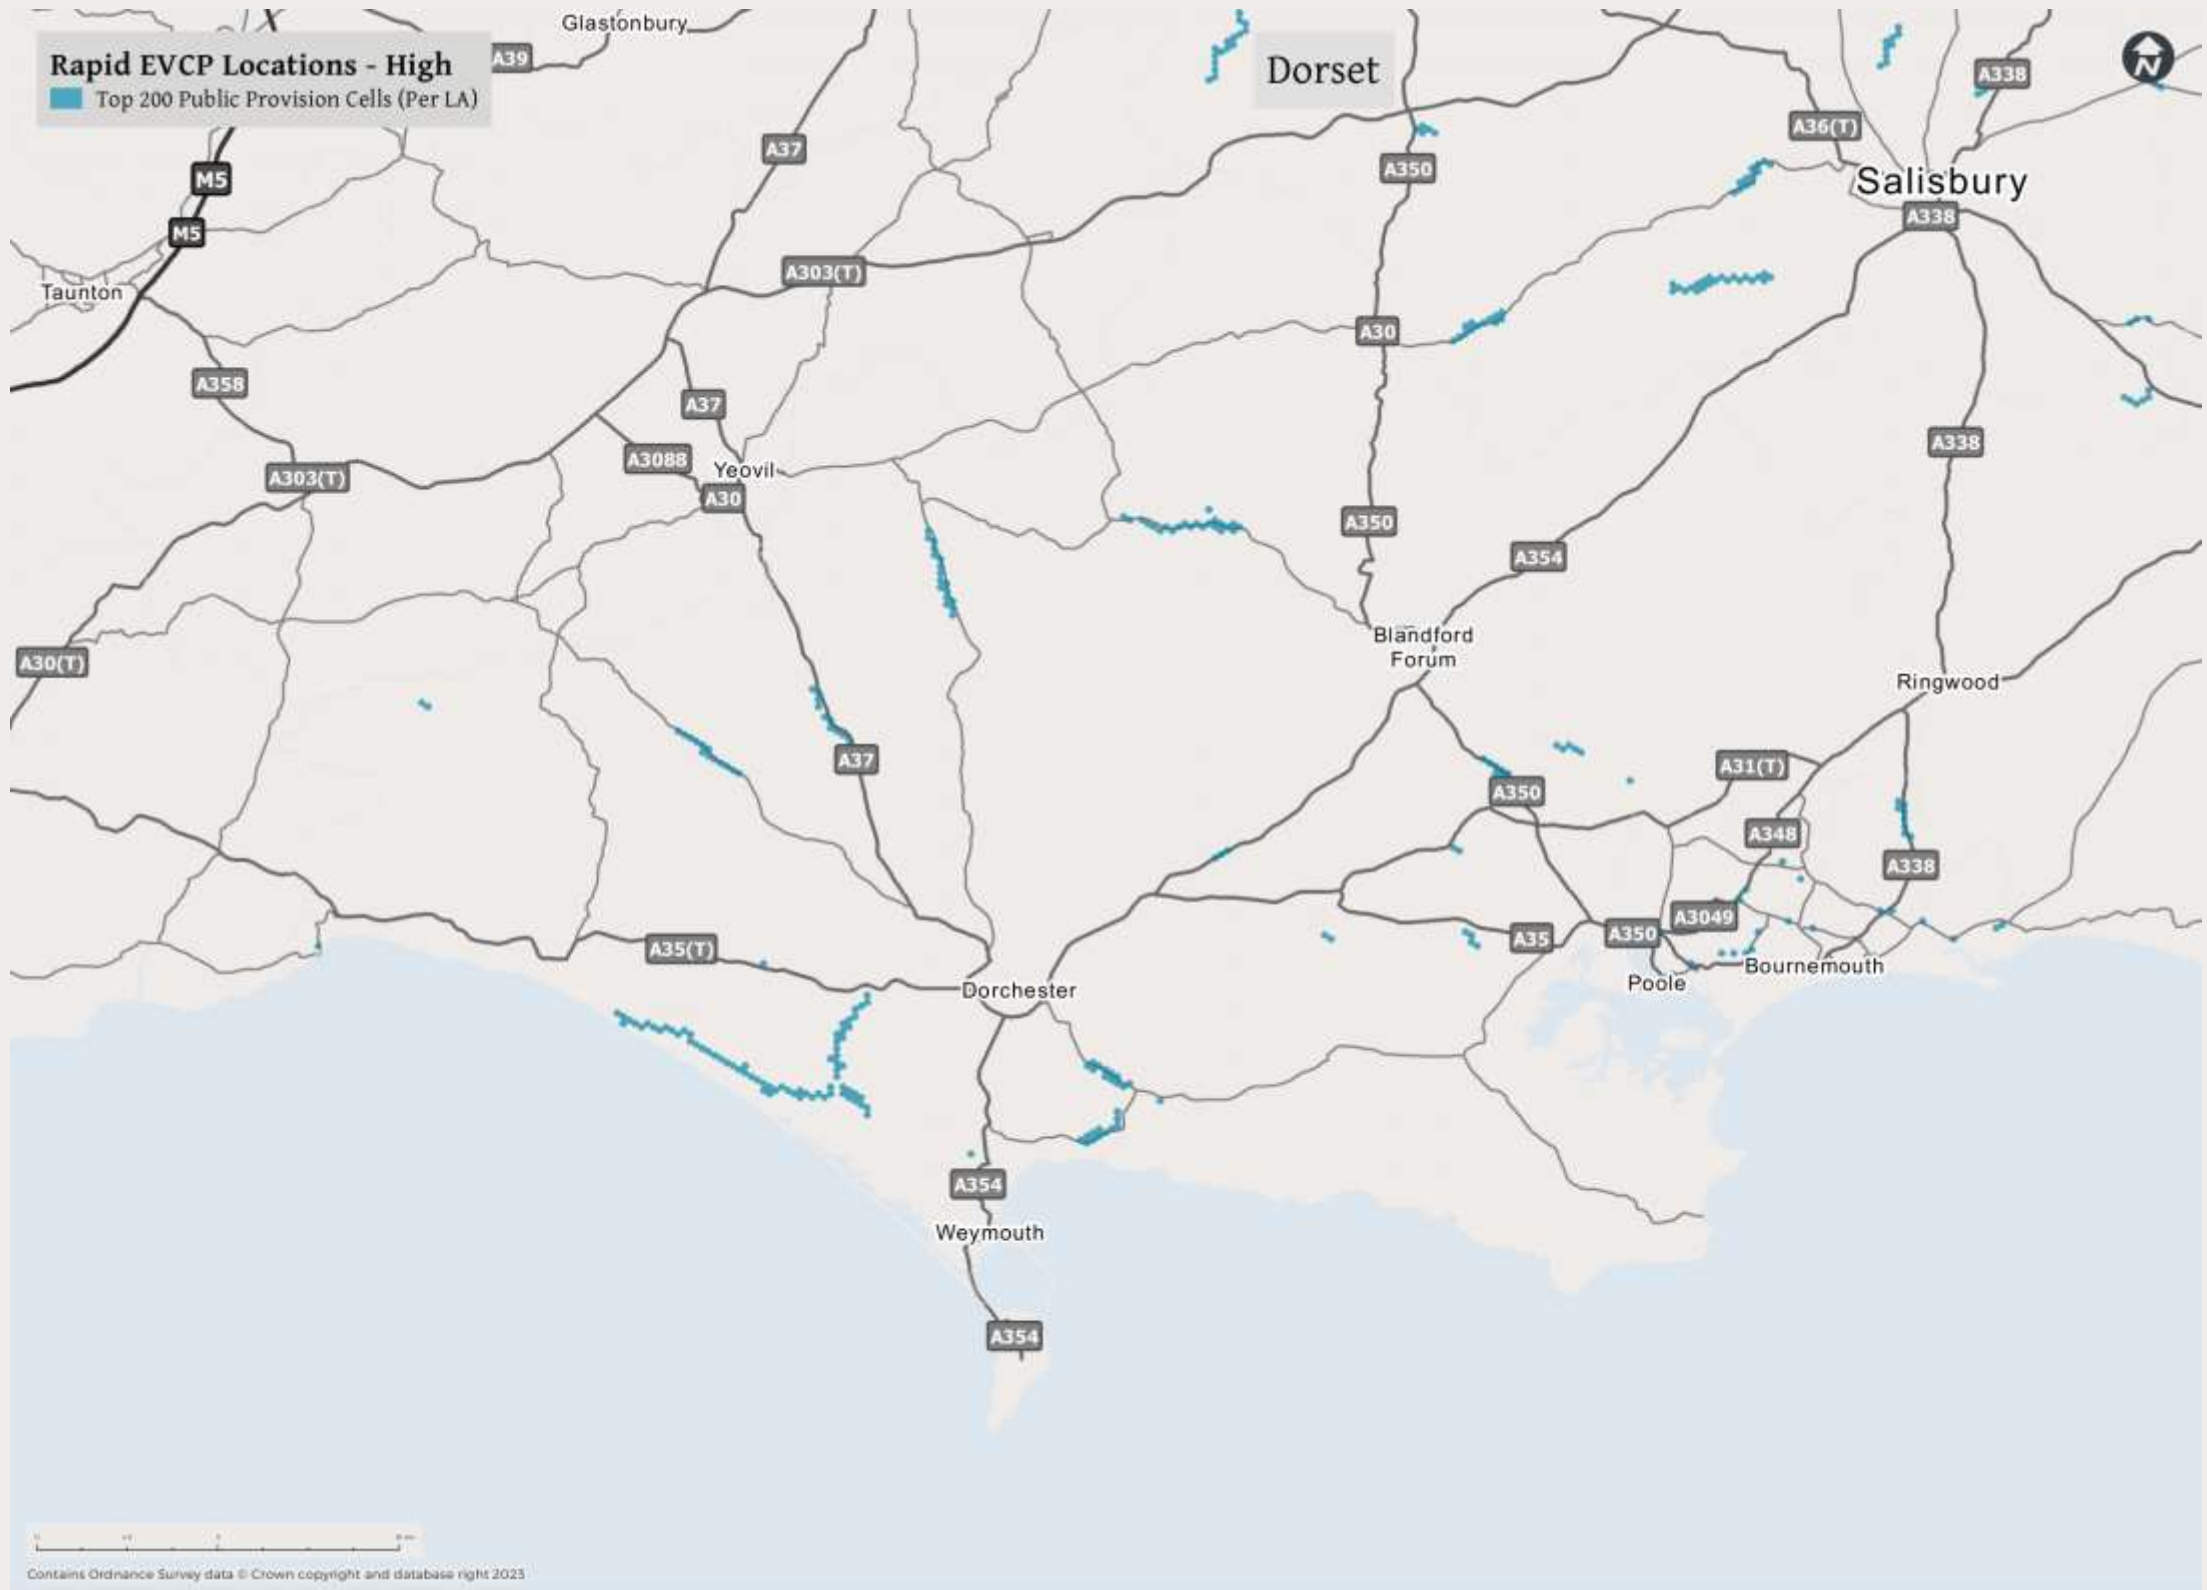 Glastonbury
A39
Rapid EVCP Locations - High
Top 200 Public Provision Cells (Per LA)
Dorset
N
A338
A36(T)
A37
A350
M5
Salisbury
A338
M5
A303(T)
Taunton
A30
A358
A37
A338
A3088
Yeovil
A303(T)
A30
A350
A354
Blandford
Forum
A30(T)
Ringwood
A37
A31(T)
A350
A348
A338
A3049
A35(T)
A35
A350
Bournemouth
Poole
Dorchester
A354
Weymouth
A354
Contains Ordnance Survey data © Crown copyright and database right 2023